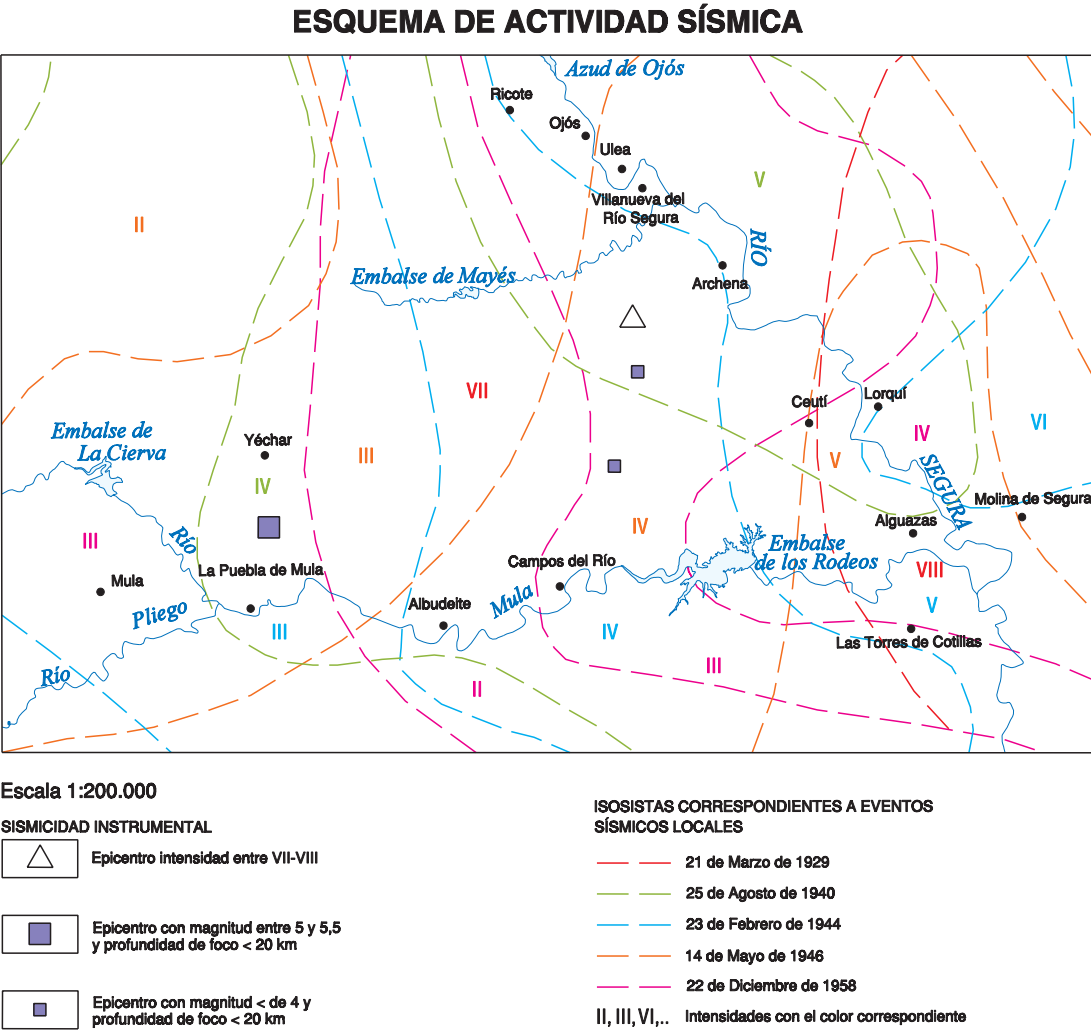 ESQUEMA DE ACTIVIDAD SÍSMICA
Azud de Ojós
Ricote
Ojós
Ulea
V
Villanueva del
Río Segura
II
RÍO
Embalse de Mayés
Archena
VII
Ceutí
Lorquí
Embalse de
La Cierva
Yéchar
III
IV
VI
V
IV
SEGURA
Molina de Segura
III
Río
IV
Alguazas
Embalse
de los Rodeos
La Puebla de Mula
Campos del Río
VIII
Mula
Pliego
Albudeite
Mula
V
III
IV
Las Torres de Cotillas
Río
II
III
Escala 1:200.000
SISMICIDAD INSTRUMENTAL
Epicentro intensidad entre VII-VIII
Epicentro con magnitud entre 5 y 5,5
y profundidad de foco < 20 km
Epicentro con magnitud < de 4 y
profundidad de foco < 20 km
ISOSISTAS CORRESPONDIENTES A EVENTOS
SÍSMICOS LOCALES
21 de Marzo de 1929
25 de Agosto de 1940
23 de Febrero de 1944
14 de Mayo de 1946
22 de Diciembre de 1958
II, III, VI,.. Intensidades con el color correspondiente